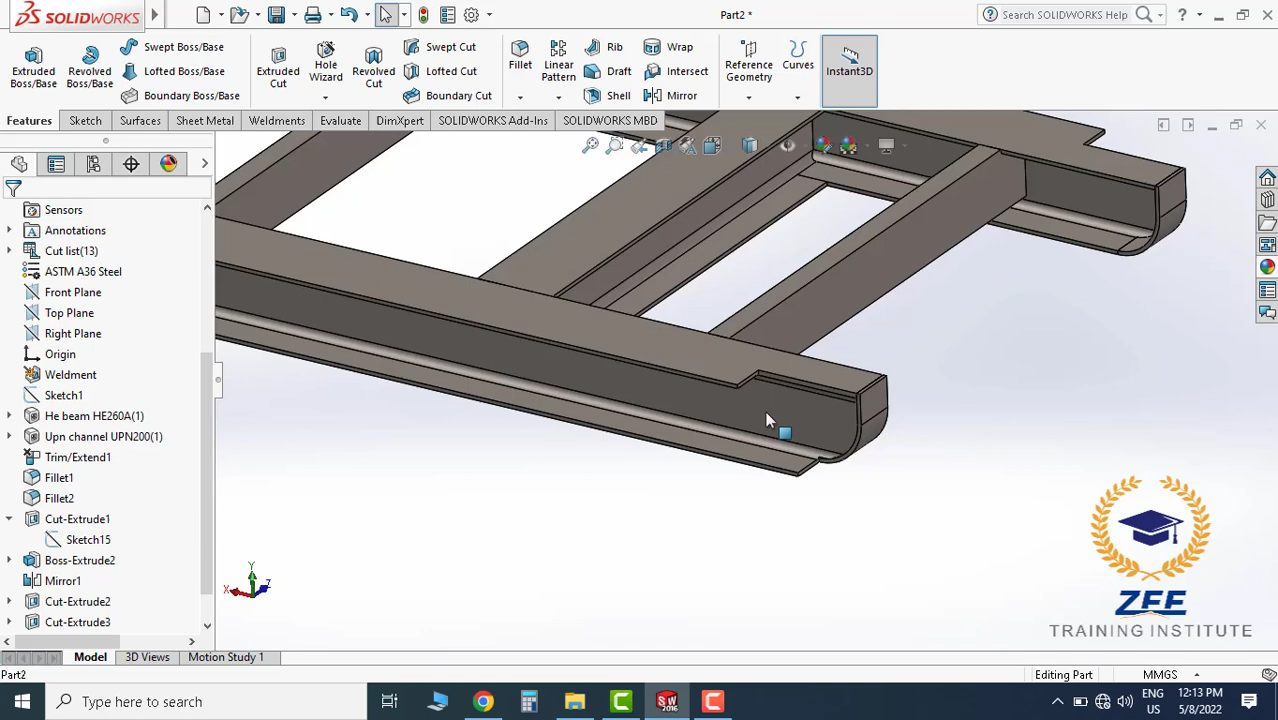 SOLIDWORKS
Part2 *
Search SOLIDWORKS Help
Extruded Boss/Base
Revolved Boss/Base
Swept Boss/Base
Lofted Boss/Base
Boundary Boss/Base
Extruded Cut
Hole Wizard
Revolved Cut
Swept Cut
Lofted Cut
Boundary Cut
Fillet
Linear Pattern
Rib
Draft
Shell
Wrap
Intersect
Mirror
Reference Geometry
Curves
Instant3D
Features
Sketch
Surfaces
Sheet Metal
Weldments
Evaluate
DimXpert
SOLIDWORKS Add-Ins
SOLIDWORKS MBD
Sensors
Annotations
Cut list(13)
ASTM A36 Steel
Front Plane
Top Plane
Right Plane
Origin
Weldment
Sketch1
He beam HE260A(1)
Upn channel UPN200(1)
Trim/Extend1
Fillet1
Fillet2
Cut-Extrude1
Sketch15
Boss-Extrude2
Mirror1
Cut-Extrude2
Cut-Extrude3
Y
X
Z
ZEE
TRAINING INSTITUTE
Model
3D Views
Motion Study 1
Part2
Editing Part
MMGS
Type here to search
SW
2016
ENG
US
12:13 PM
5/8/2022